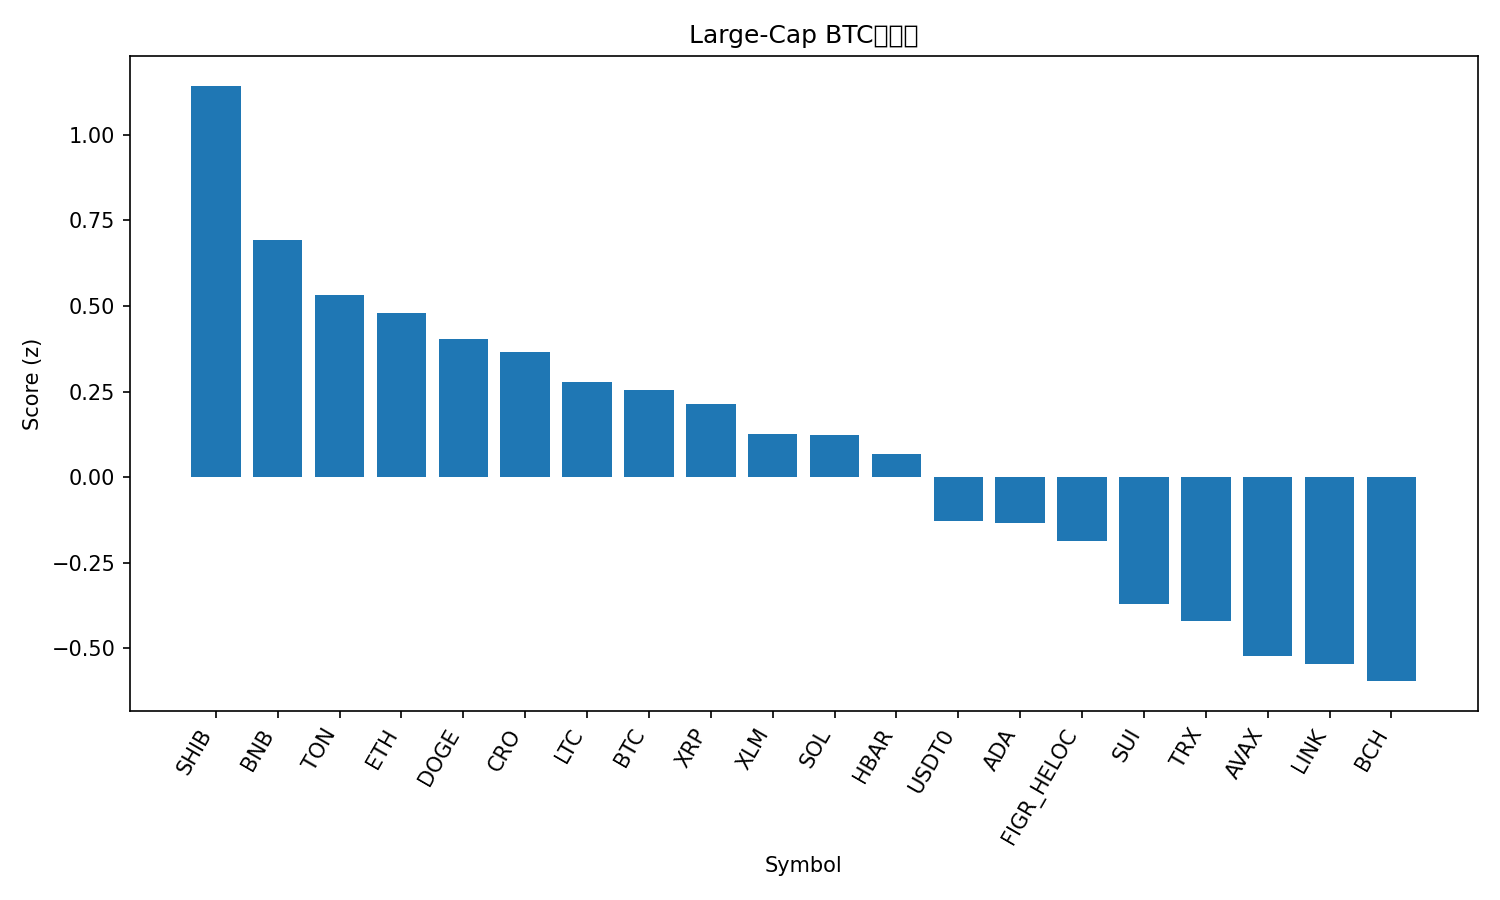 Large-Cap BTC
1.00
0.75
0.50
0.25
0.00
−0.25
−0.50
Score (z)
SHIB
BNB
TON
ETH
DOGE
CRO
LTC
BTC
XRP
XLM
SOL
HBAR
USDT0
ADA
FIGR_HELOC
SUI
TRX
AVAX
LINK
BCH
Symbol